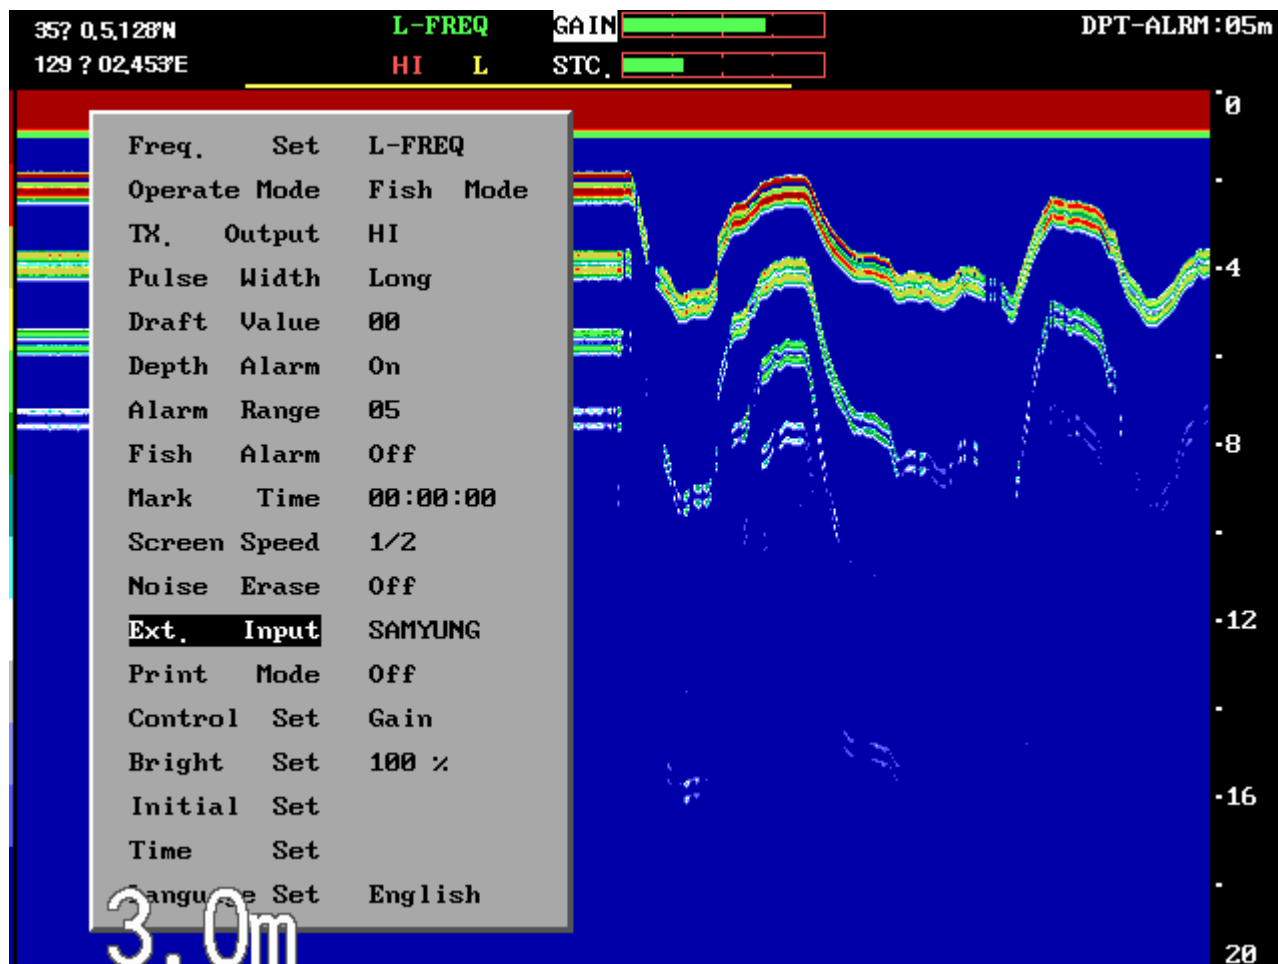 35? 0,5,128'N L-FREQ GAIN DPT-ALRM:05m
129 ? 02,453'E HI L STC.
0
Freq. Set L-FREQ
Operate Mode Fish Mode
TX. Output HI
-4
Pulse Width Long
Draft Value 00
Depth Alarm On
Alarm Range 05
-8
Fish Alarm Off
Mark Time 00:00:00
Screen Speed 1/2
Noise Erase Off
-12
Ext. Input SAMYUNG
Print Mode Off
Control Set Gain
Bright Set 100 %
-16
Initial Set
Time Set
Language Set English
3.0m
20